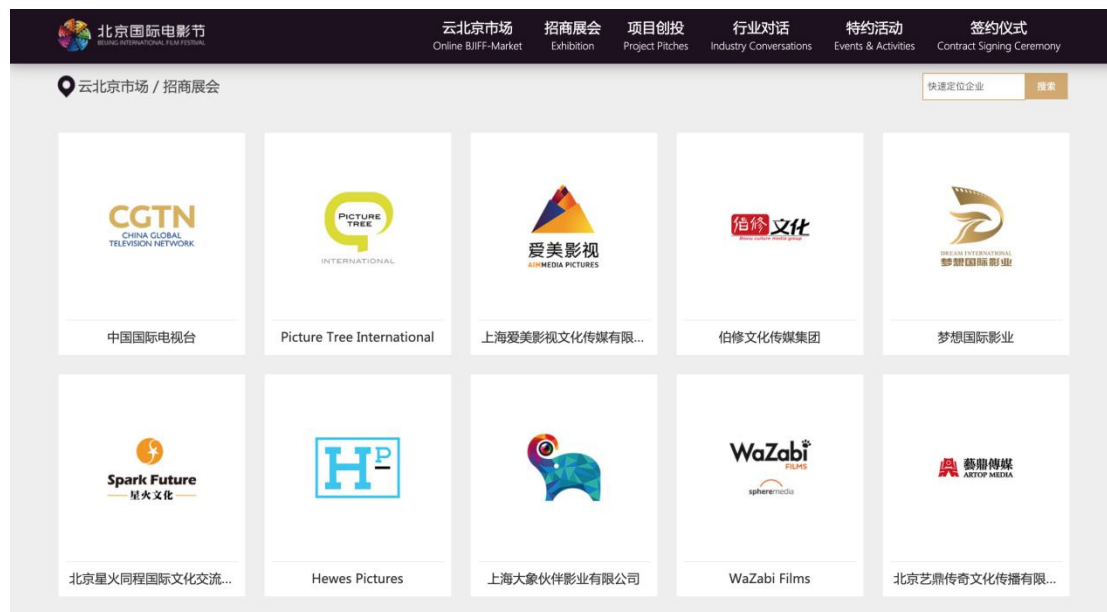 北京国际电影节
BEIJING INTERNATIONAL FILM FESTIVAL
云北京市场
Online BJIFF-Market
招商展会
Exhibition
项目创投
Project Pitches
行业对话
Industry Conversations
特约活动
Events & Activities
签约仪式
Contract Signing Ceremony
云北京市场 / 招商展会
快速定位企业
搜索
CGTN
CHINA GLOBAL
TELEVISION NETWORK
中国国际电视台
PICTURE
TREE
INTERNATIONAL
Picture Tree International
爱美影视
AIMMEDIA PICTURES
上海爱美影视文化传媒有限...
伯修文化
Boxiu culture media group
伯修文化传媒集团
DREAM INTERNATIONAL
梦想国际影业
梦想国际影业
Spark Future
星火文化
北京星火同程国际文化交流...
HP
Hewes Pictures
上海大象伙伴影业有限公司
WaZabi
FILMS
spheremedia
WaZabi Films
藝鼎傳媒
ARTOP MEDIA
北京艺鼎传奇文化传播有限...